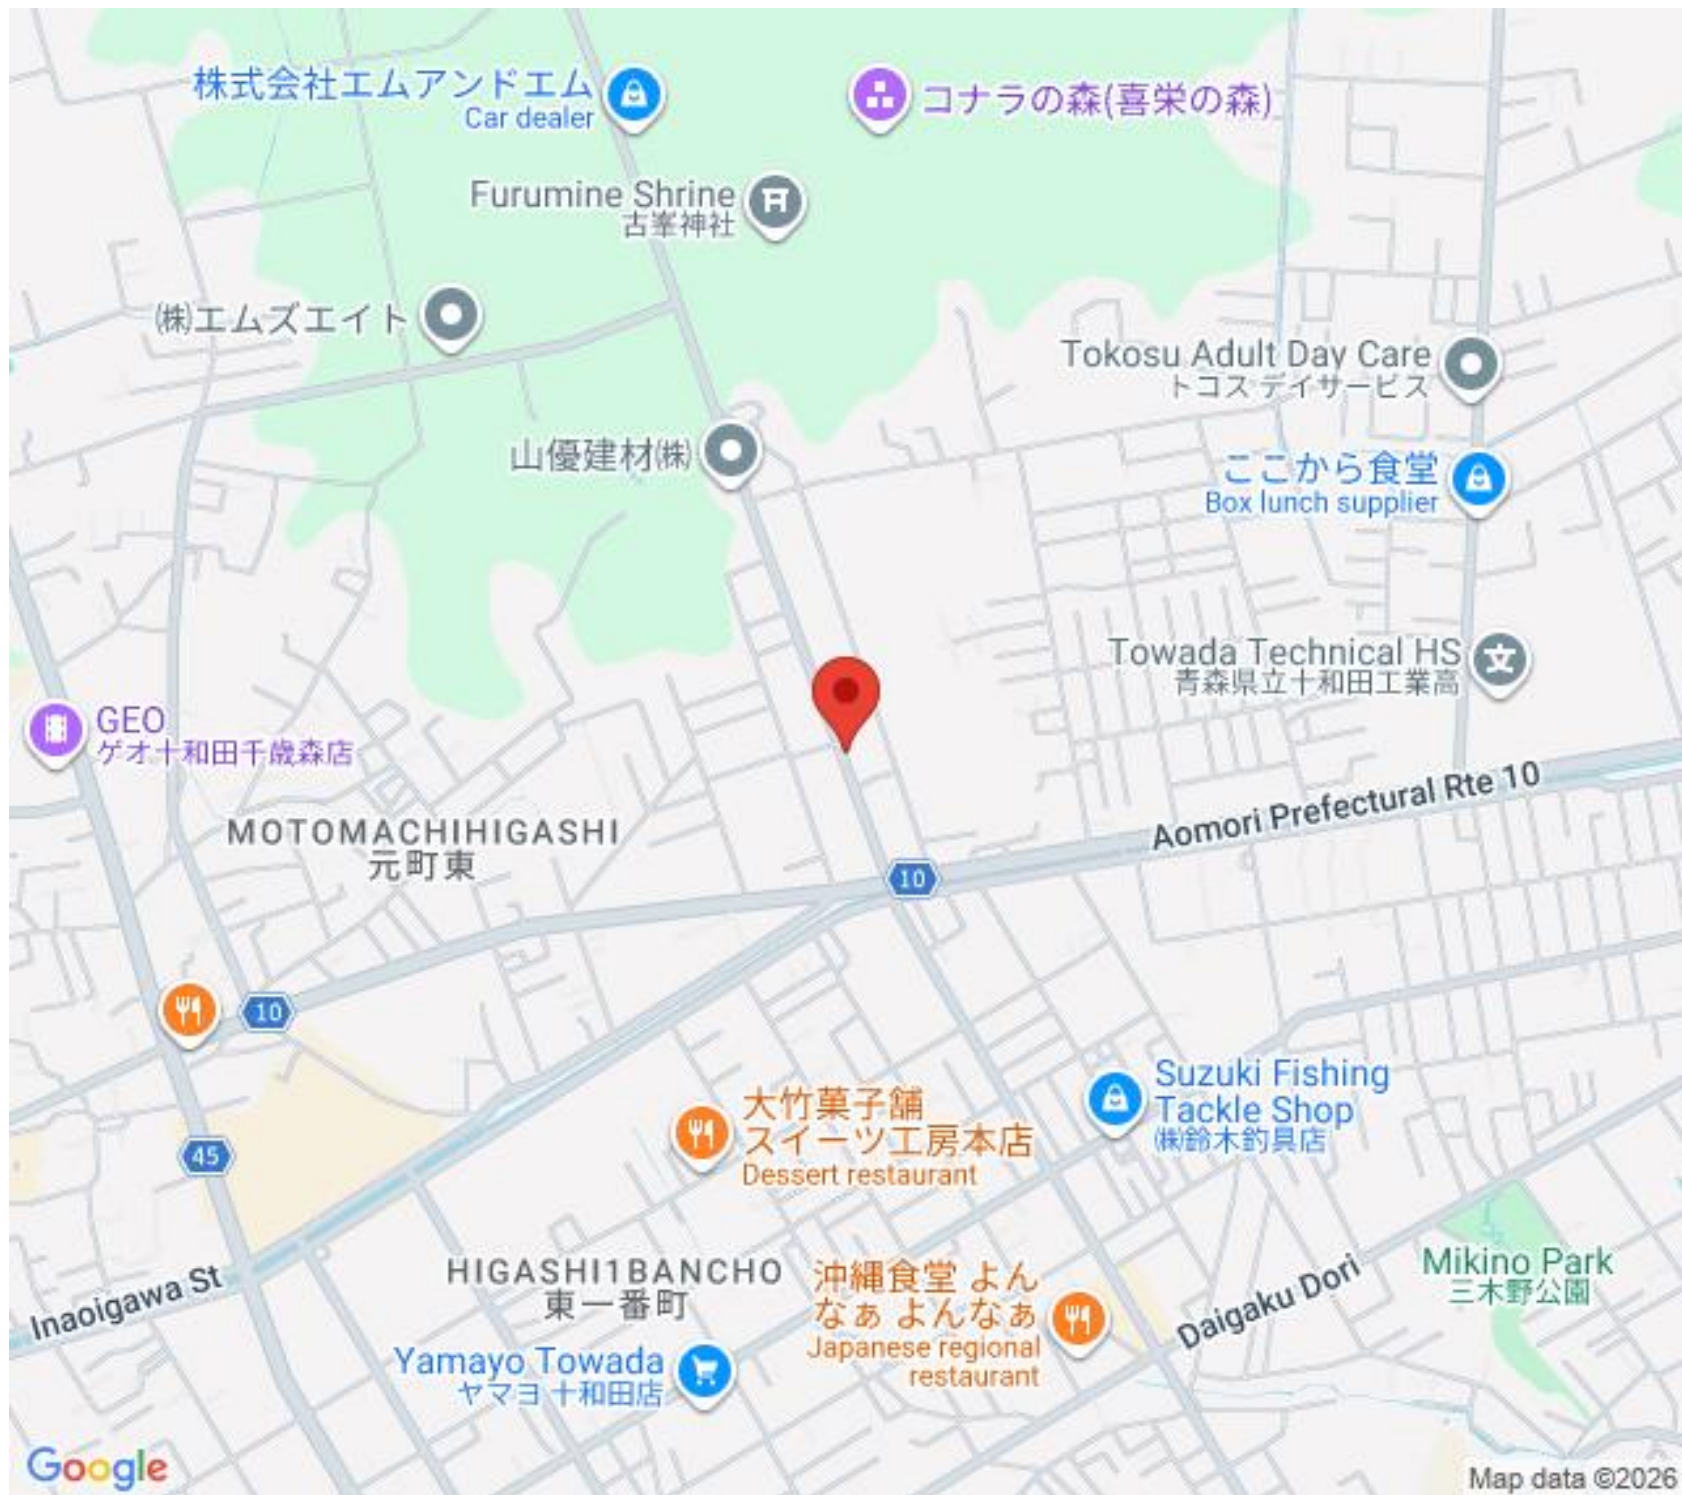 株式会社エムアンドエム
Car dealer
コナラの森(喜栄の森)
Furumine Shrine
古峯神社
㈱エムズエイト
Tokosu Adult Day Care
トコス デイサービス
山優建材㈱
ここから食堂
Box lunch supplier
Towada Technical HS
青森県立十和田工業高
GEO
ゲオ十和田千歳森店
Aomori Prefectural Rte 10
MOTOMACHIHIGASHI
元町東
10
10
45
Suzuki Fishing
Tackle Shop
㈱鈴木釣具店
大竹菓子舗
スイーツ工房本店
Dessert restaurant
Inaoigawa St
HIGASHI1BANCHO
東一番町
沖縄食堂 よん
なぁ よんなぁ
Japanese regional
restaurant
Daigaku Dori
Mikino Park
三木野公園
Yamayo Towada
ヤマヨ 十和田店
Google
Map data ©2026